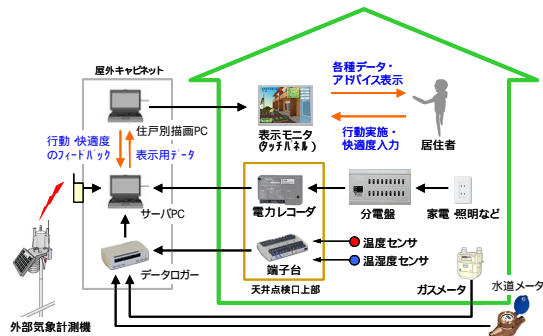 屋外キャビネット
各種データ・
アドバイス表示
住戸別描画PC
表示モニタ
(タッチパネル)
行動実施・
快適度入力
居住者
行動・快適度
のフィードバック
表示用データ
サーバPC
電力レコーダ
分電盤
家電・照明など
温度センサ
温湿度センサ
端子台
データロガー
天井点検口上部
ガスメータ
水道メータ
外部気象計測機